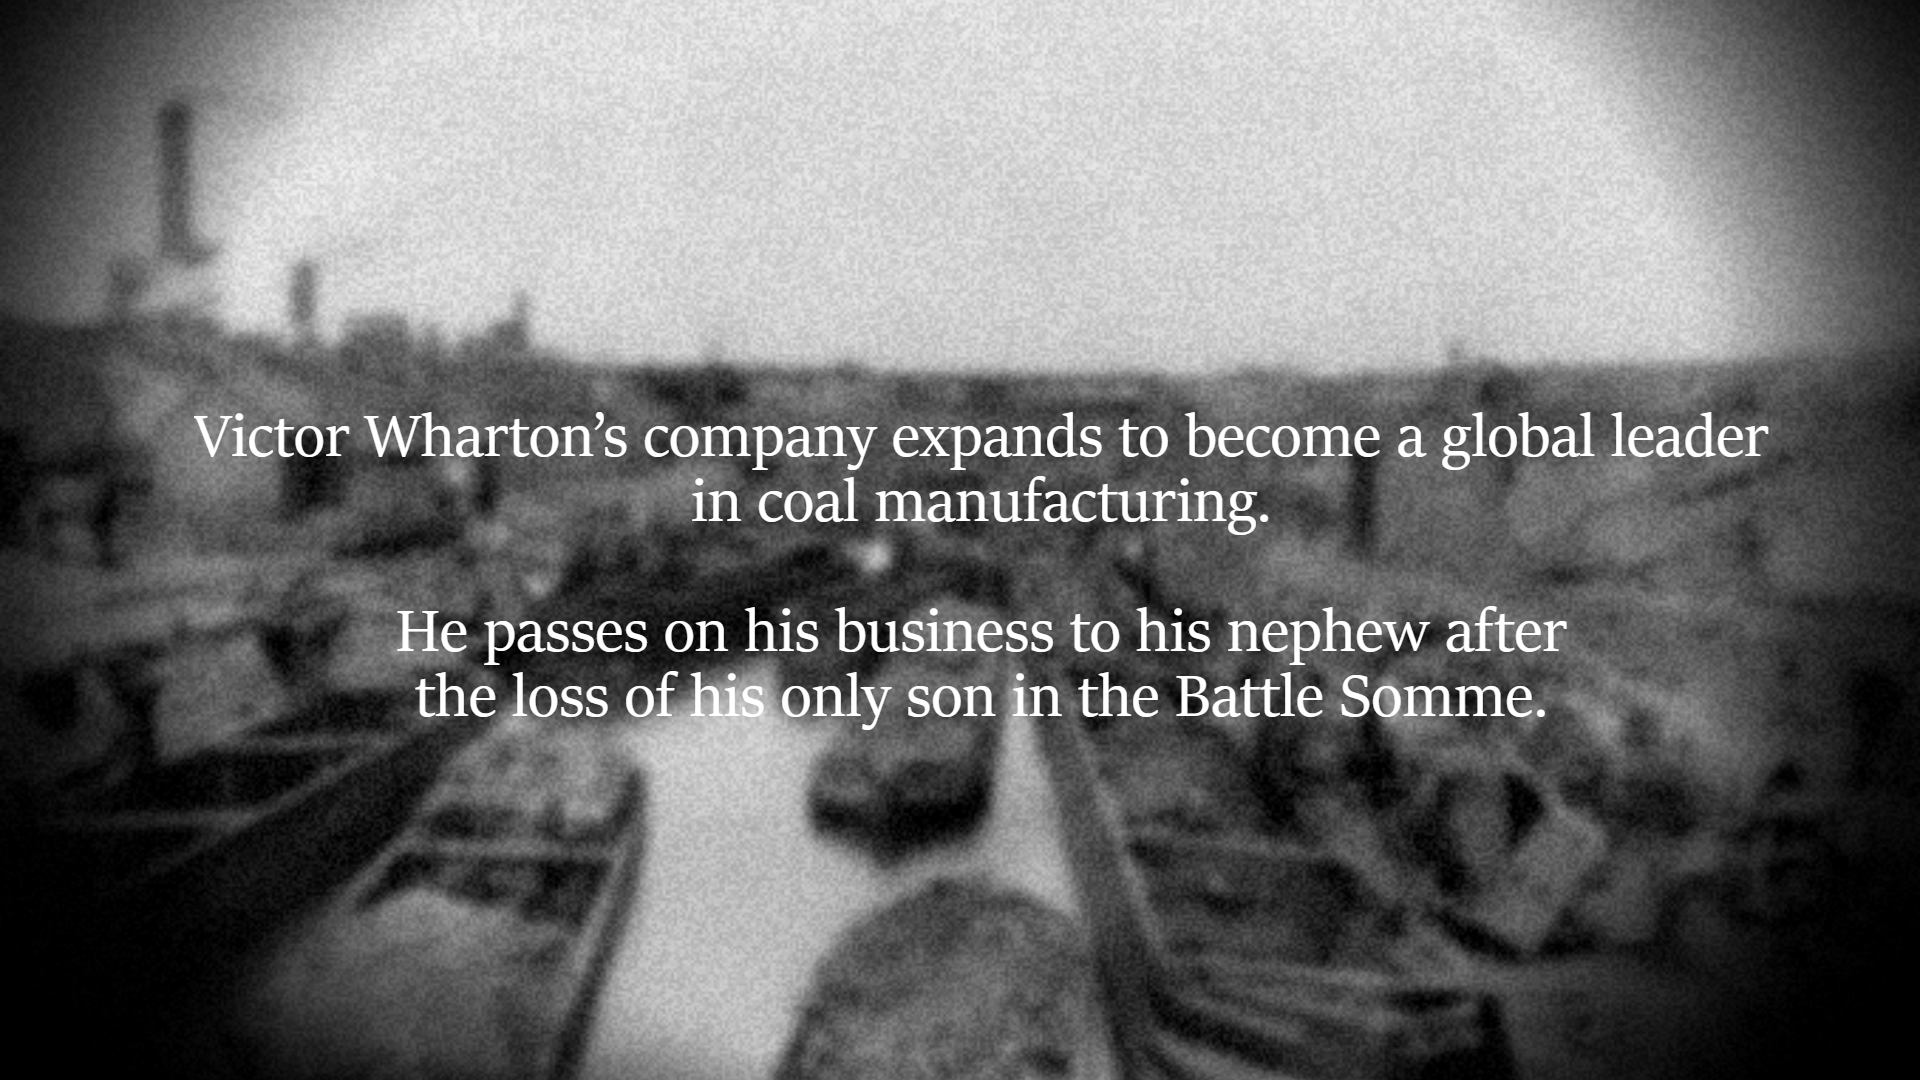 Victor Wharton’s company expands to become a global leader
in coal manufacturing.
He passes on his business to his nephew after
the loss of his only son in the Battle Somme.